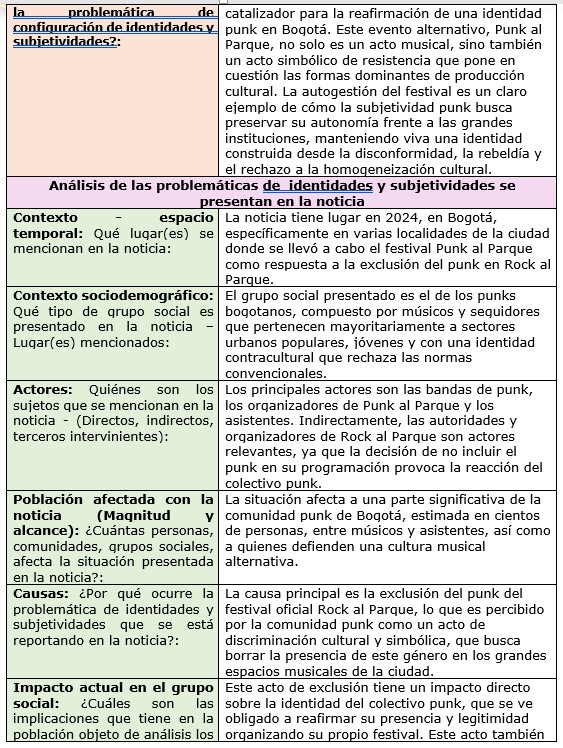 la problemática de
configuración de identidades y
subjetividades?:
catalizador para la reafirmación de una identidad
punk en Bogotá. Este evento alternativo, Punk al
Parque, no solo es un acto musical, sino también
un acto simbólico de resistencia que pone en
cuestión las formas dominantes de producción
cultural. La autogestión del festival es un claro
ejemplo de cómo la subjetividad punk busca
preservar su autonomía frente a las grandes
instituciones, manteniendo viva una identidad
construida desde la disconformidad, la rebeldía y
el rechazo a la homogeneización cultural.
Análisis de las problemáticas de identidades y subjetividades se
presentan en la noticia
Contexto - espacio
temporal: Qué lugar(es) se
mencionan en la noticia:
La noticia tiene lugar en 2024, en Bogotá,
específicamente en varias localidades de la ciudad
donde se llevó a cabo el festival Punk al Parque
como respuesta a la exclusión del punk en Rock al
Parque.
Contexto sociodemográfico:
Qué tipo de grupo social es
presentado en la noticia –
Lugar(es) mencionados:
El grupo social presentado es el de los punks
bogotanos, compuesto por músicos y seguidores
que pertenecen mayoritariamente a sectores
urbanos populares, jóvenes y con una identidad
contracultural que rechaza las normas
convencionales.
Actores: Quiénes son los
sujetos que se mencionan en la
noticia - (Directos, indirectos,
terceros intervinientes):
Los principales actores son las bandas de punk,
los organizadores de Punk al Parque y los
asistentes. Indirectamente, las autoridades y
organizadores de Rock al Parque son actores
relevantes, ya que la decisión de no incluir el
punk en su programación provoca la reacción del
colectivo punk.
Población afectada con la
noticia (Magnitud y
alcance): ¿Cuántas personas,
comunidades, grupos sociales,
afecta la situación presentada
en la noticia?:
La situación afecta a una parte significativa de la
comunidad punk de Bogotá, estimada en cientos
de personas, entre músicos y asistentes, así como
a quienes defienden una cultura musical
alternativa.
Causas: ¿Por qué ocurre la
problemática de identidades y
subjetividades que se está
reportando en la noticia?:
La causa principal es la exclusión del punk del
festival oficial Rock al Parque, lo que es percibido
por la comunidad punk como un acto de
discriminación cultural y simbólica, que busca
borrar la presencia de este género en los grandes
espacios musicales de la ciudad.
Impacto actual en el grupo
social: ¿Cuáles son las
implicaciones que tiene en la
población objeto de análisis los
Este acto de exclusión tiene un impacto directo
sobre la identidad del colectivo punk, que se ve
obligado a reafirmar su presencia y legitimidad
organizando su propio festival. Este acto también